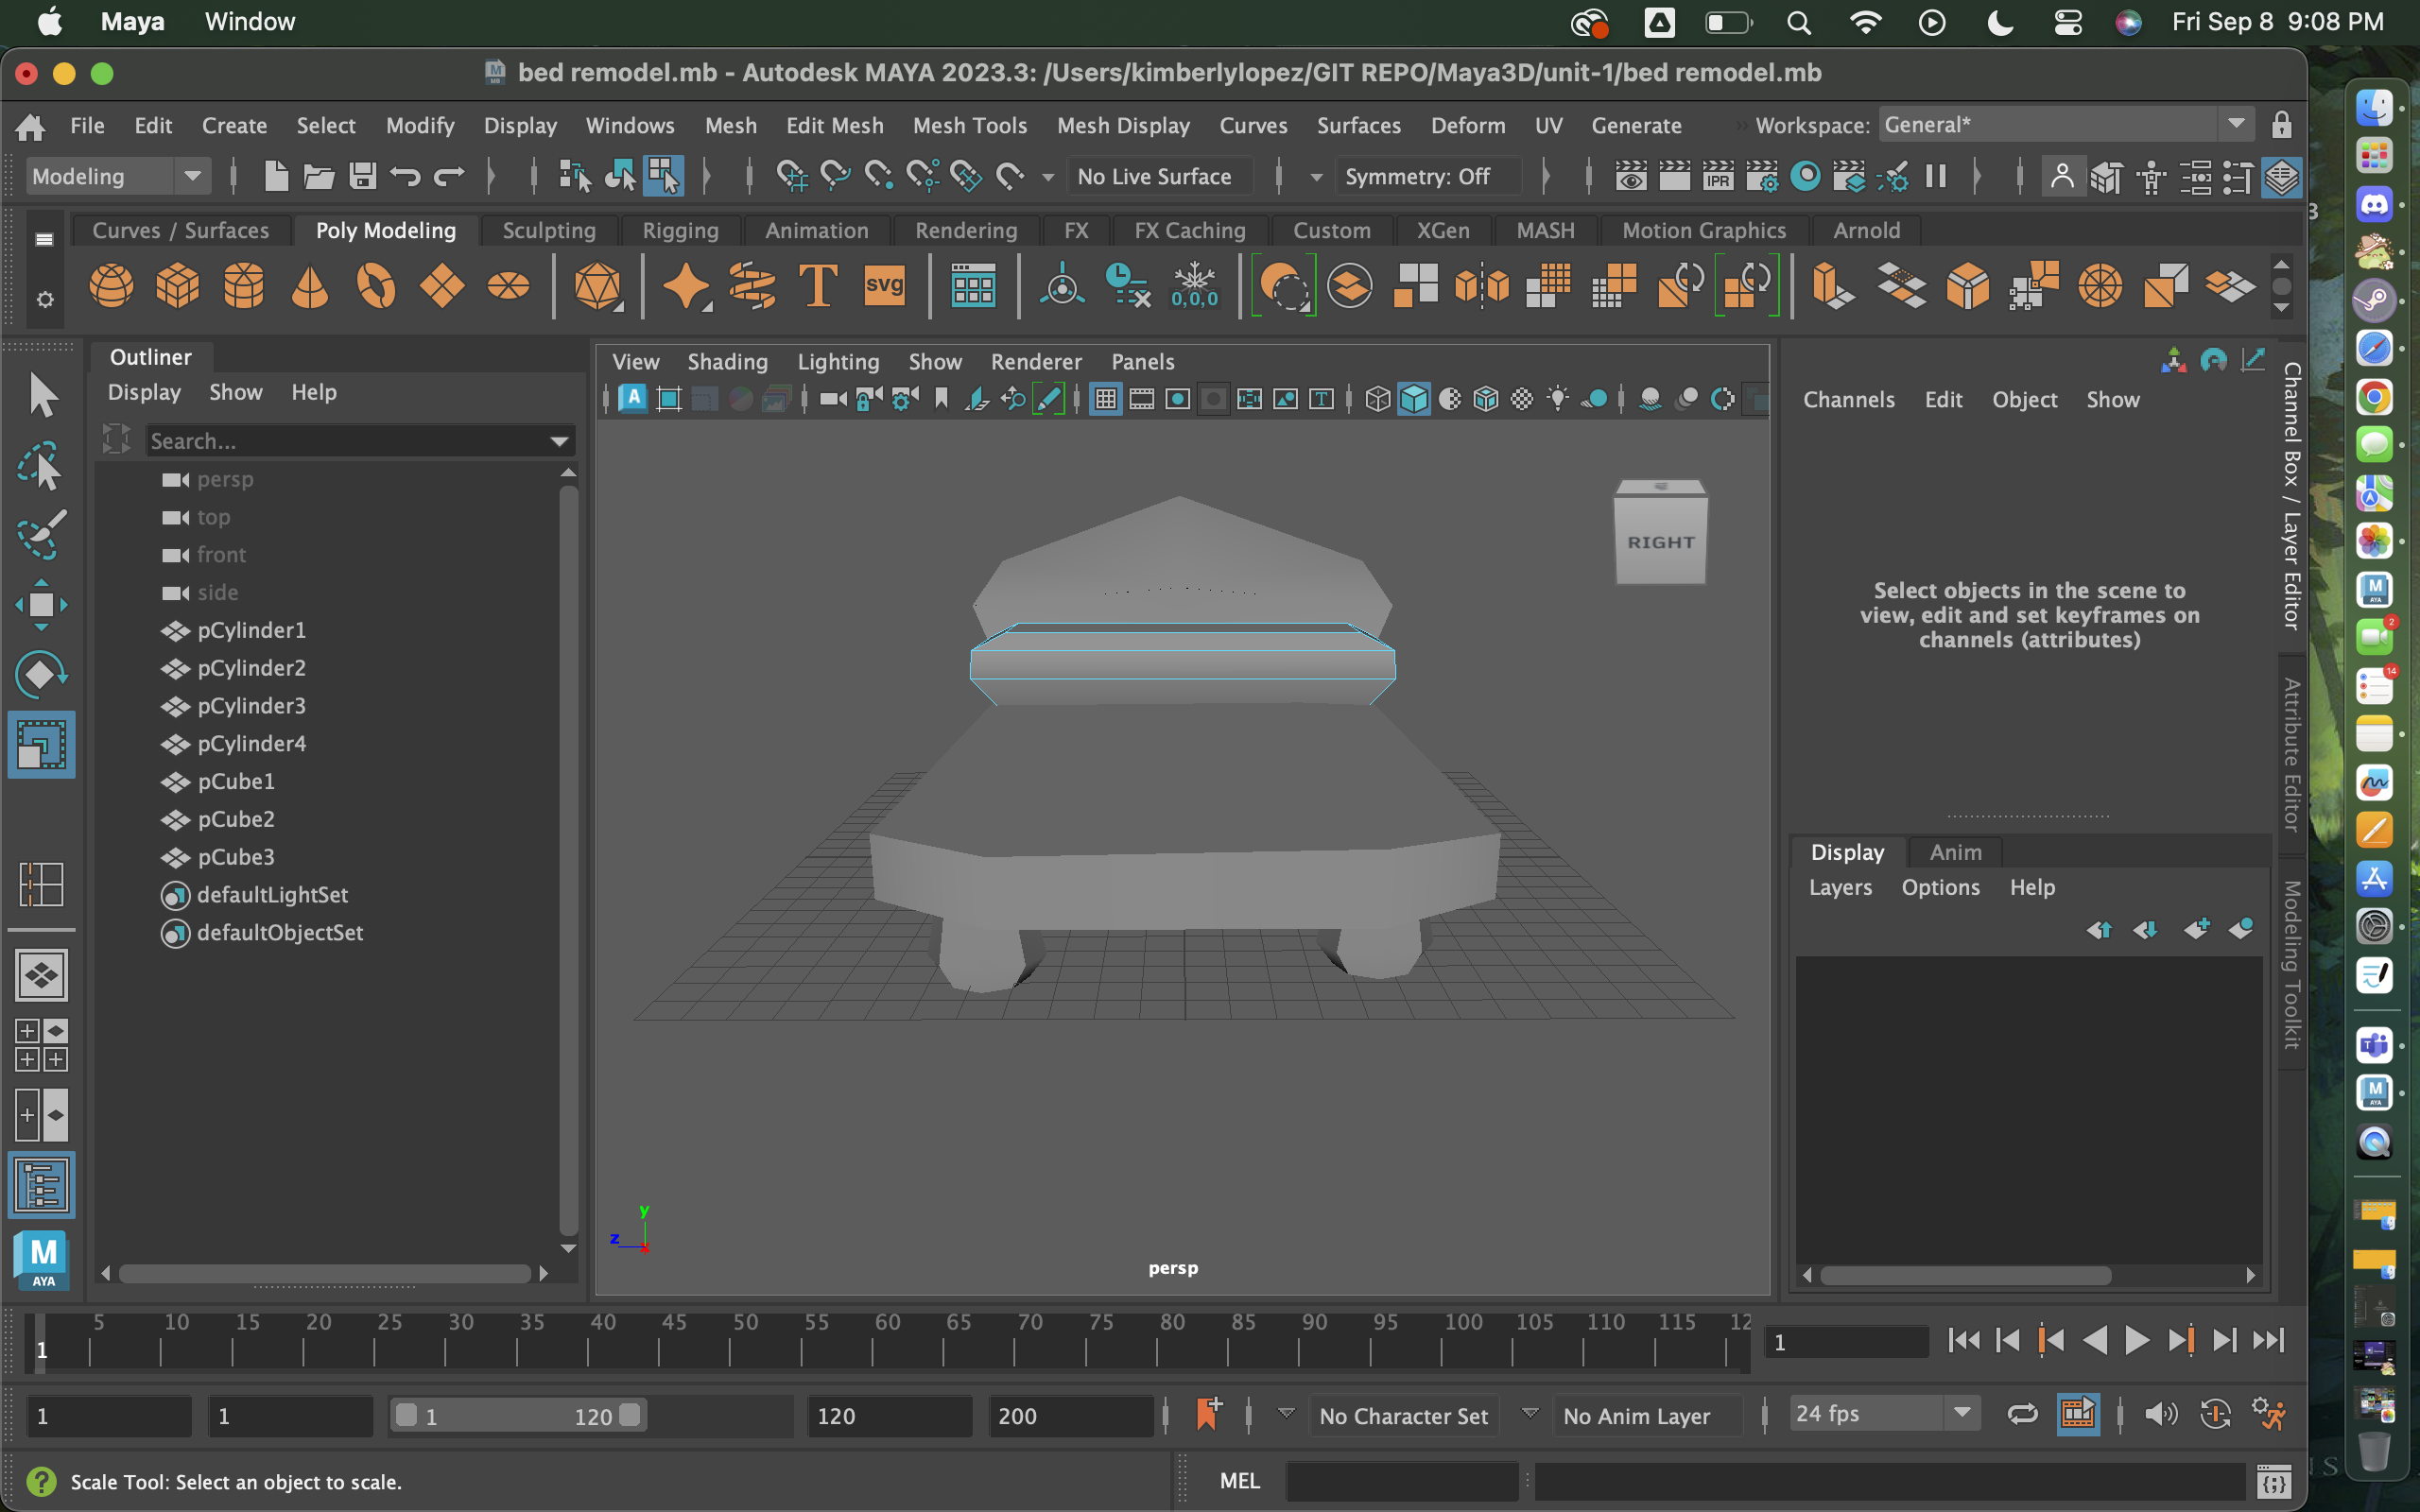 Maya Window Fri Sep 8 9:08 PM
bed remodel.mb - Autodesk MAYA 2023.3: /Users/kimberlylopez/GIT REPO/Maya3D/unit-1/bed remodel.mb
File Edit Create Select Modify Display Windows Mesh Edit Mesh Mesh Tools Mesh Display Curves Surfaces Deform UV Generate Workspace: General*
Modeling No Live Surface Symmetry: Off IPR
Curves / Surfaces Poly Modeling Sculpting Rigging Animation Rendering FX FX Caching Custom XGen MASH Motion Graphics Arnold
T svg 0,0,0
Outliner
Display Show Help
Search...
persp
top
front
side
pCylinder1
pCylinder2
pCylinder3
pCylinder4
pCube1
pCube2
pCube3
defaultLightSet
defaultObjectSet
View Shading Lighting Show Renderer Panels
RIGHT
y
z
x
persp
Channels Edit Object Show
Select objects in the scene to
view, edit and set keyframes on
channels (attributes)
Display Anim
Layers Options Help
Channel Box / Layer Editor
Attribute Editor
Modeling Toolkit
M
AYA
5 10 15 20 25 30 35 40 45 50 55 60 65 70 75 80 85 90 95 100 105 110 115 12
1
1
1 1 1 120 120 200 No Character Set No Anim Layer 24 fps
Scale Tool: Select an object to scale. MEL
2
14